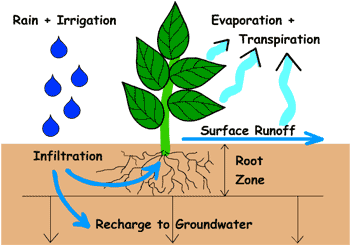 Rain + Irrigation
Evaporation +
Transpiration
Surface Runoff
Infiltration
Root
Zone
Recharge to Groundwater